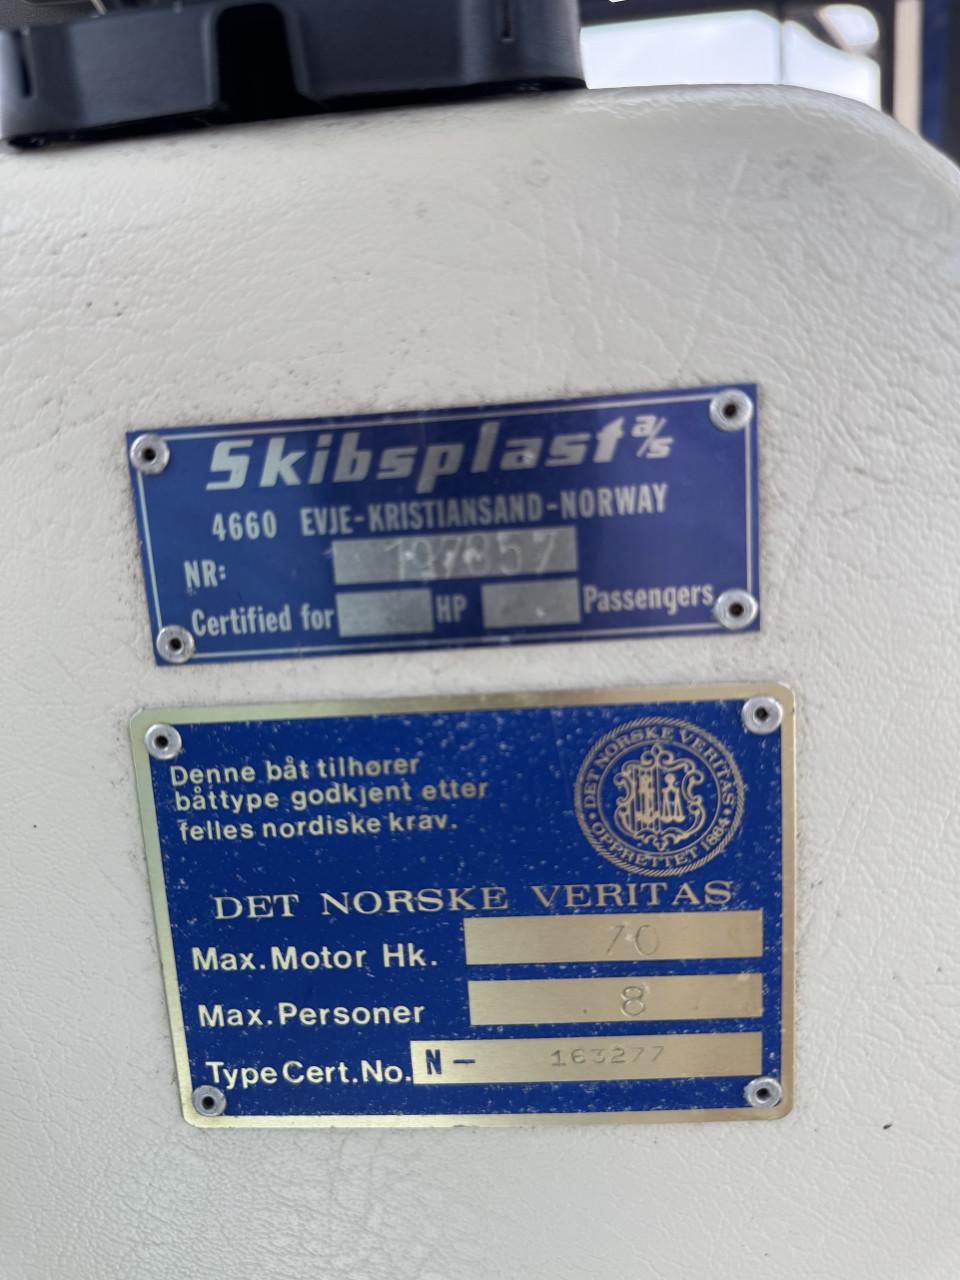 Skibsplast a/s
4660 EVJE-KRISTIANSAND-NORWAY
NR:
Certified for HP Passengers
Denne båt tilhører
båttype godkjent etter
felles nordiske krav.
DET NORSKE VERITAS
OPPRETTET 1864
DET NORSKE VERITAS
Max. Motor Hk. 70
Max. Personer 8
Type Cert. No. N- 163277